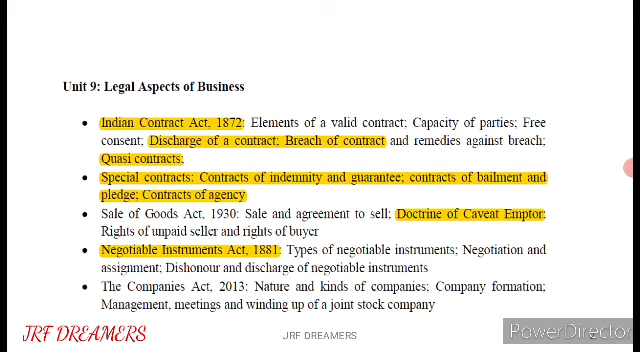 Unit 9: Legal Aspects of Business
• Indian Contract Act, 1872: Elements of a valid contract; Capacity of parties; Free
consent; Discharge of a contract; Breach of contract and remedies against breach;
Quasi contracts;
• Special contracts: Contracts of indemnity and guarantee; contracts of bailment and
pledge; Contracts of agency
• Sale of Goods Act, 1930: Sale and agreement to sell; Doctrine of Caveat Emptor;
Rights of unpaid seller and rights of buyer
• Negotiable Instruments Act, 1881: Types of negotiable instruments; Negotiation and
assignment; Dishonour and discharge of negotiable instruments
• The Companies Act, 2013: Nature and kinds of companies; Company formation;
Management, meetings and winding up of a joint stock company
JRF DREAMERS
JRF DREAMERS
PowerDirector